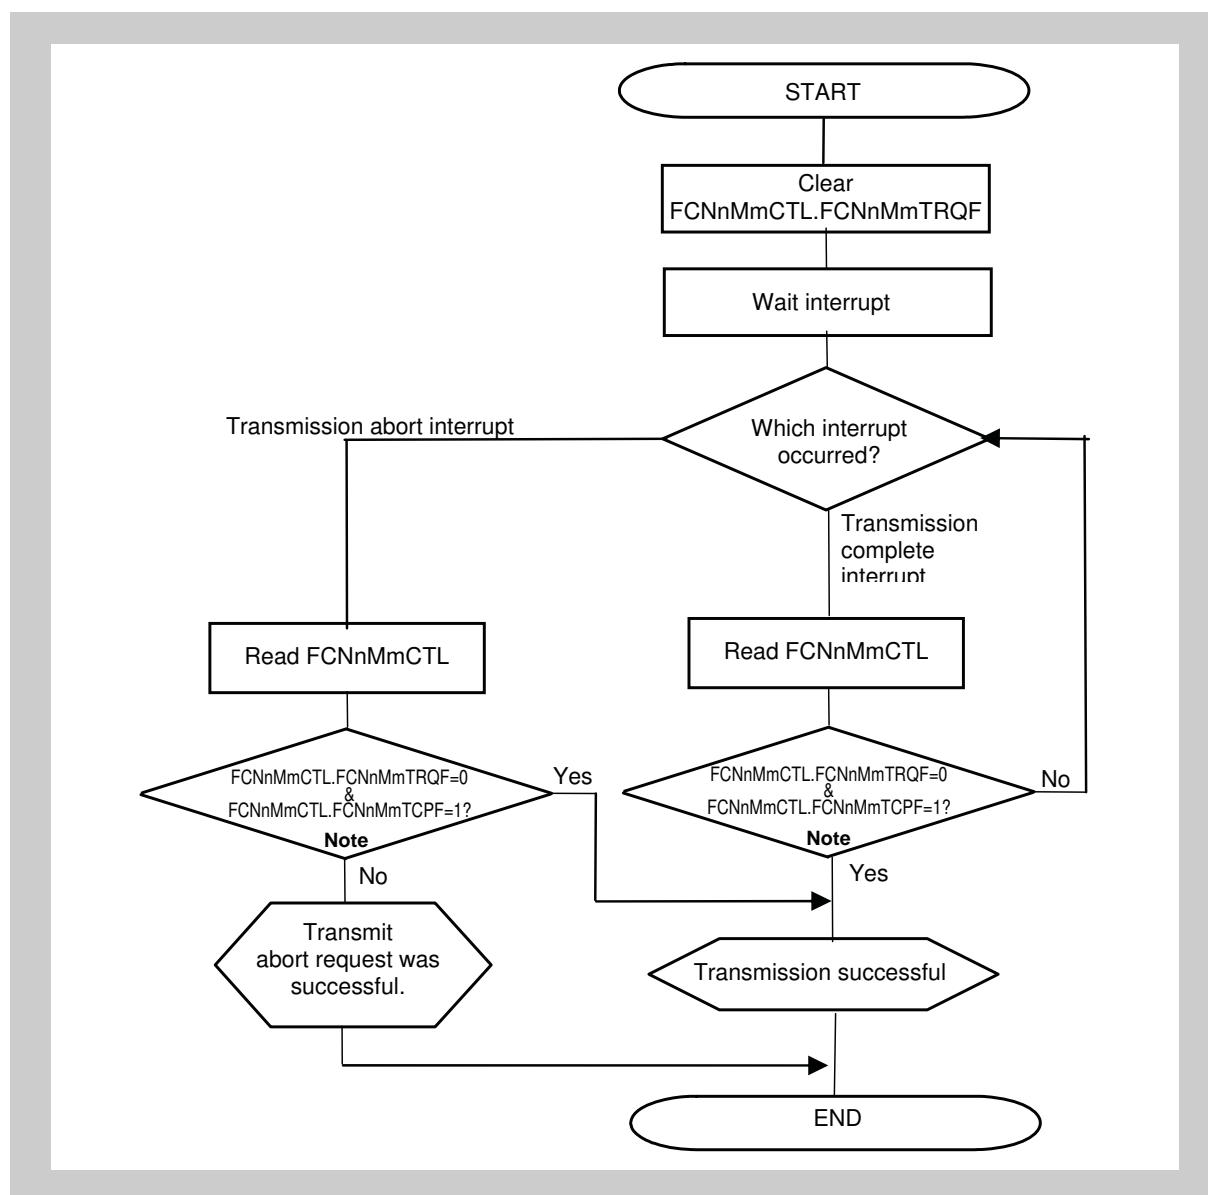 START
Clear
FCNnMmCTL.FCNnMmTRQF
Wait interrupt
Which interrupt
occurred?
Transmission abort interrupt
Transmission
complete
interrupt
Read FCNnMmCTL
Read FCNnMmCTL
FCNnMmCTL.FCNnMmTRQF=0
&
FCNnMmCTL.FCNnMmTCPF=1?
Note
Yes
No
FCNnMmCTL.FCNnMmTRQF=0
&
FCNnMmCTL.FCNnMmTCPF=1?
Note
No
Yes
Transmit
abort request was
successful.
Transmission successful
END